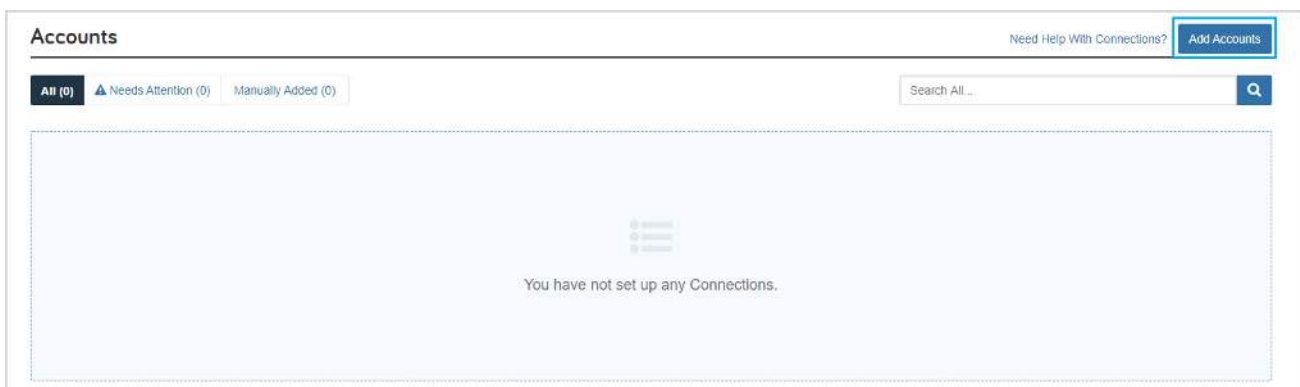 Accounts
Need Help With Connections? Add Accounts
All (0) Needs Attention (0) Manually Added (0) Search All...
You have not set up any Connections.